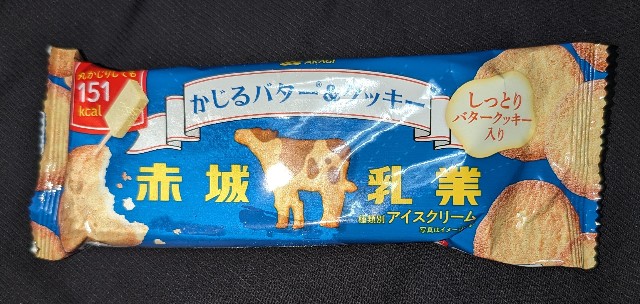 AKAGI
丸かじりしても
151
kcal
かじるバター®&クッキー
しっとり
バタークッキー
入り
赤城乳業
種類別 アイスクリーム
写真はイメージ